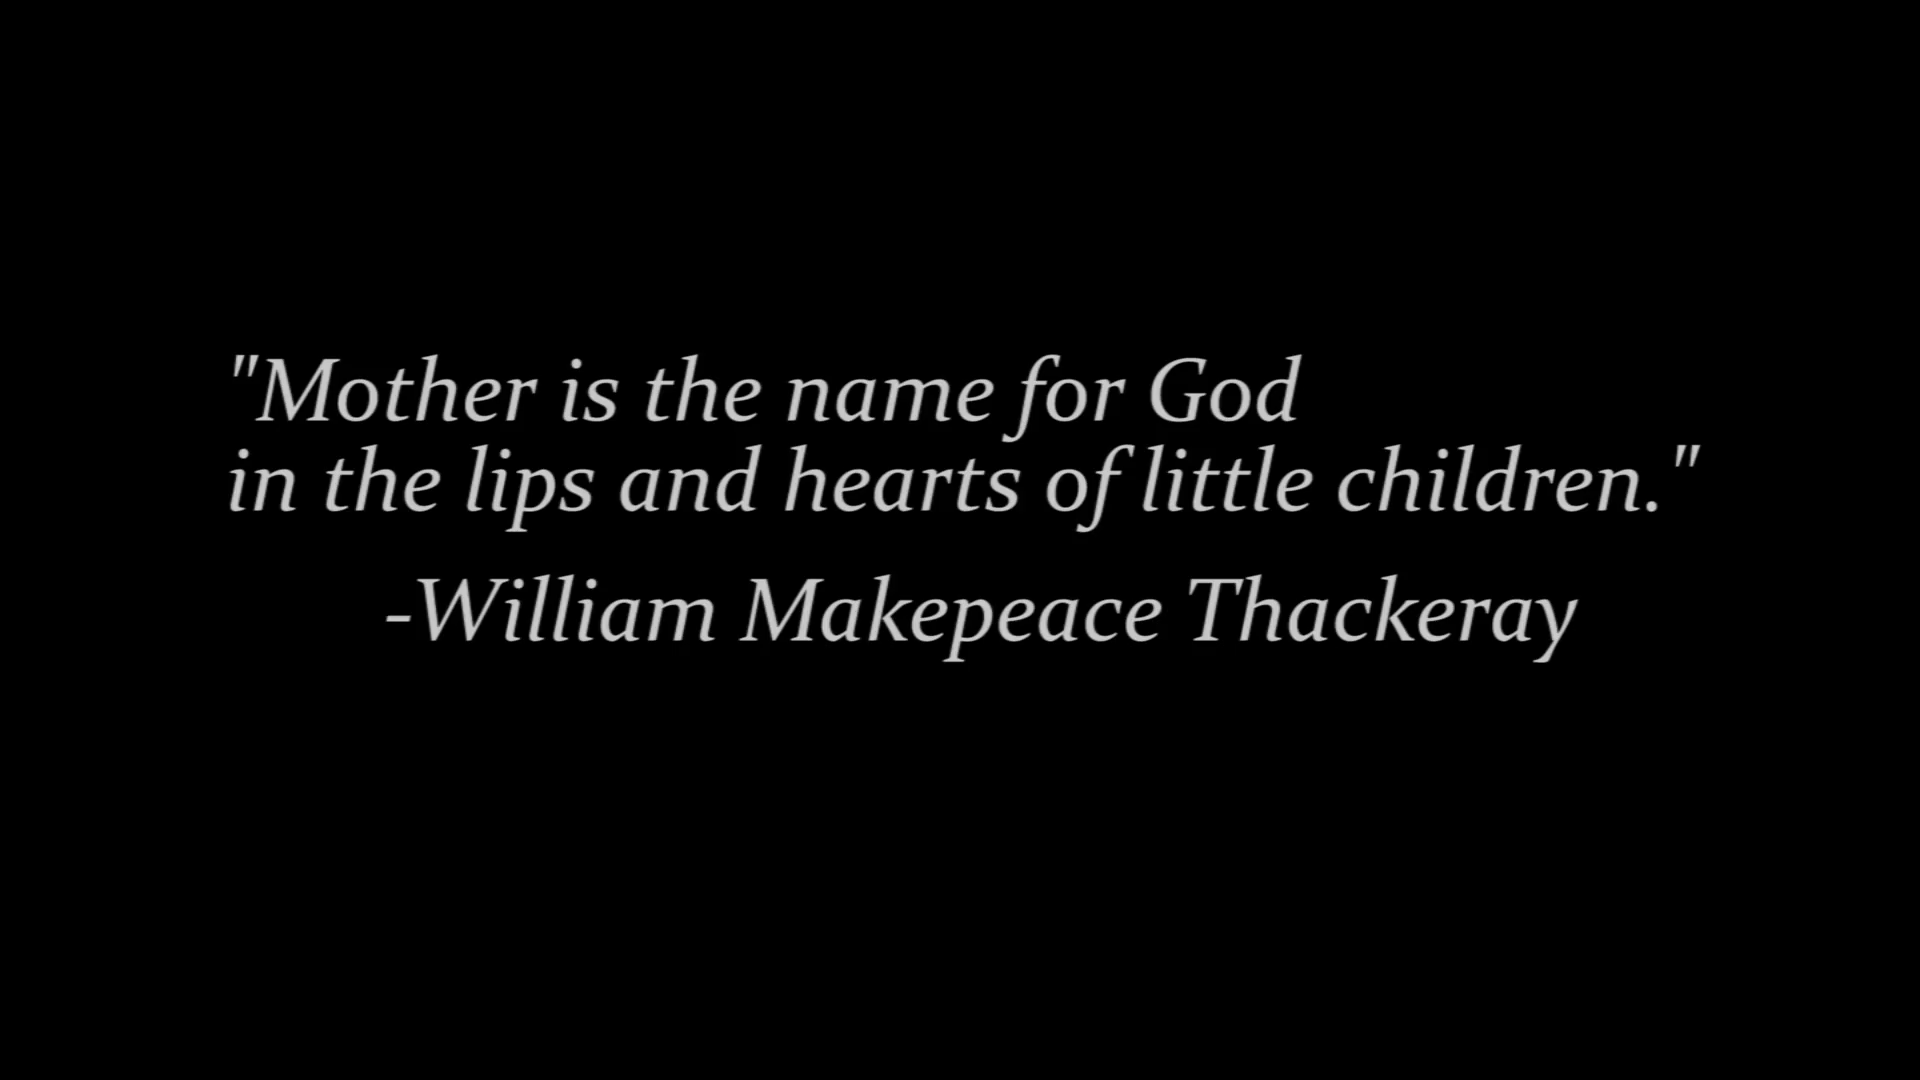 "Mother is the name for God
in the lips and hearts of little children."
-William Makepeace Thackeray